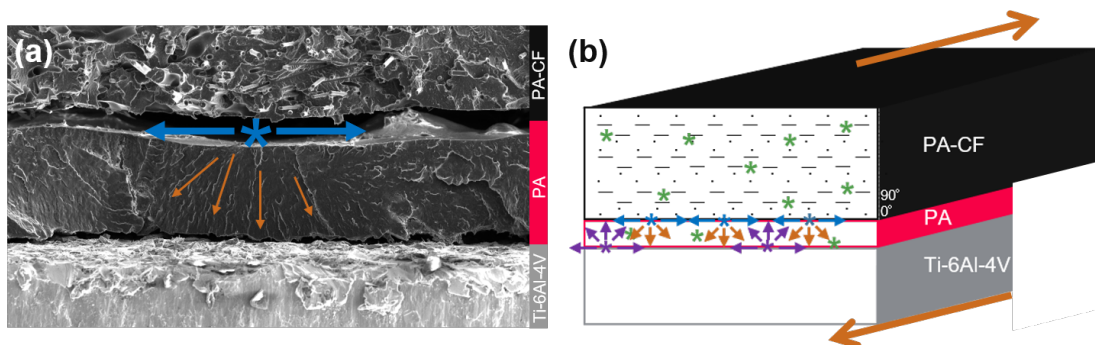 (a)
PA-CF
PA
Ti-6Al-4V
(b)
PA-CF
90°
0°
PA
Ti-6Al-4V